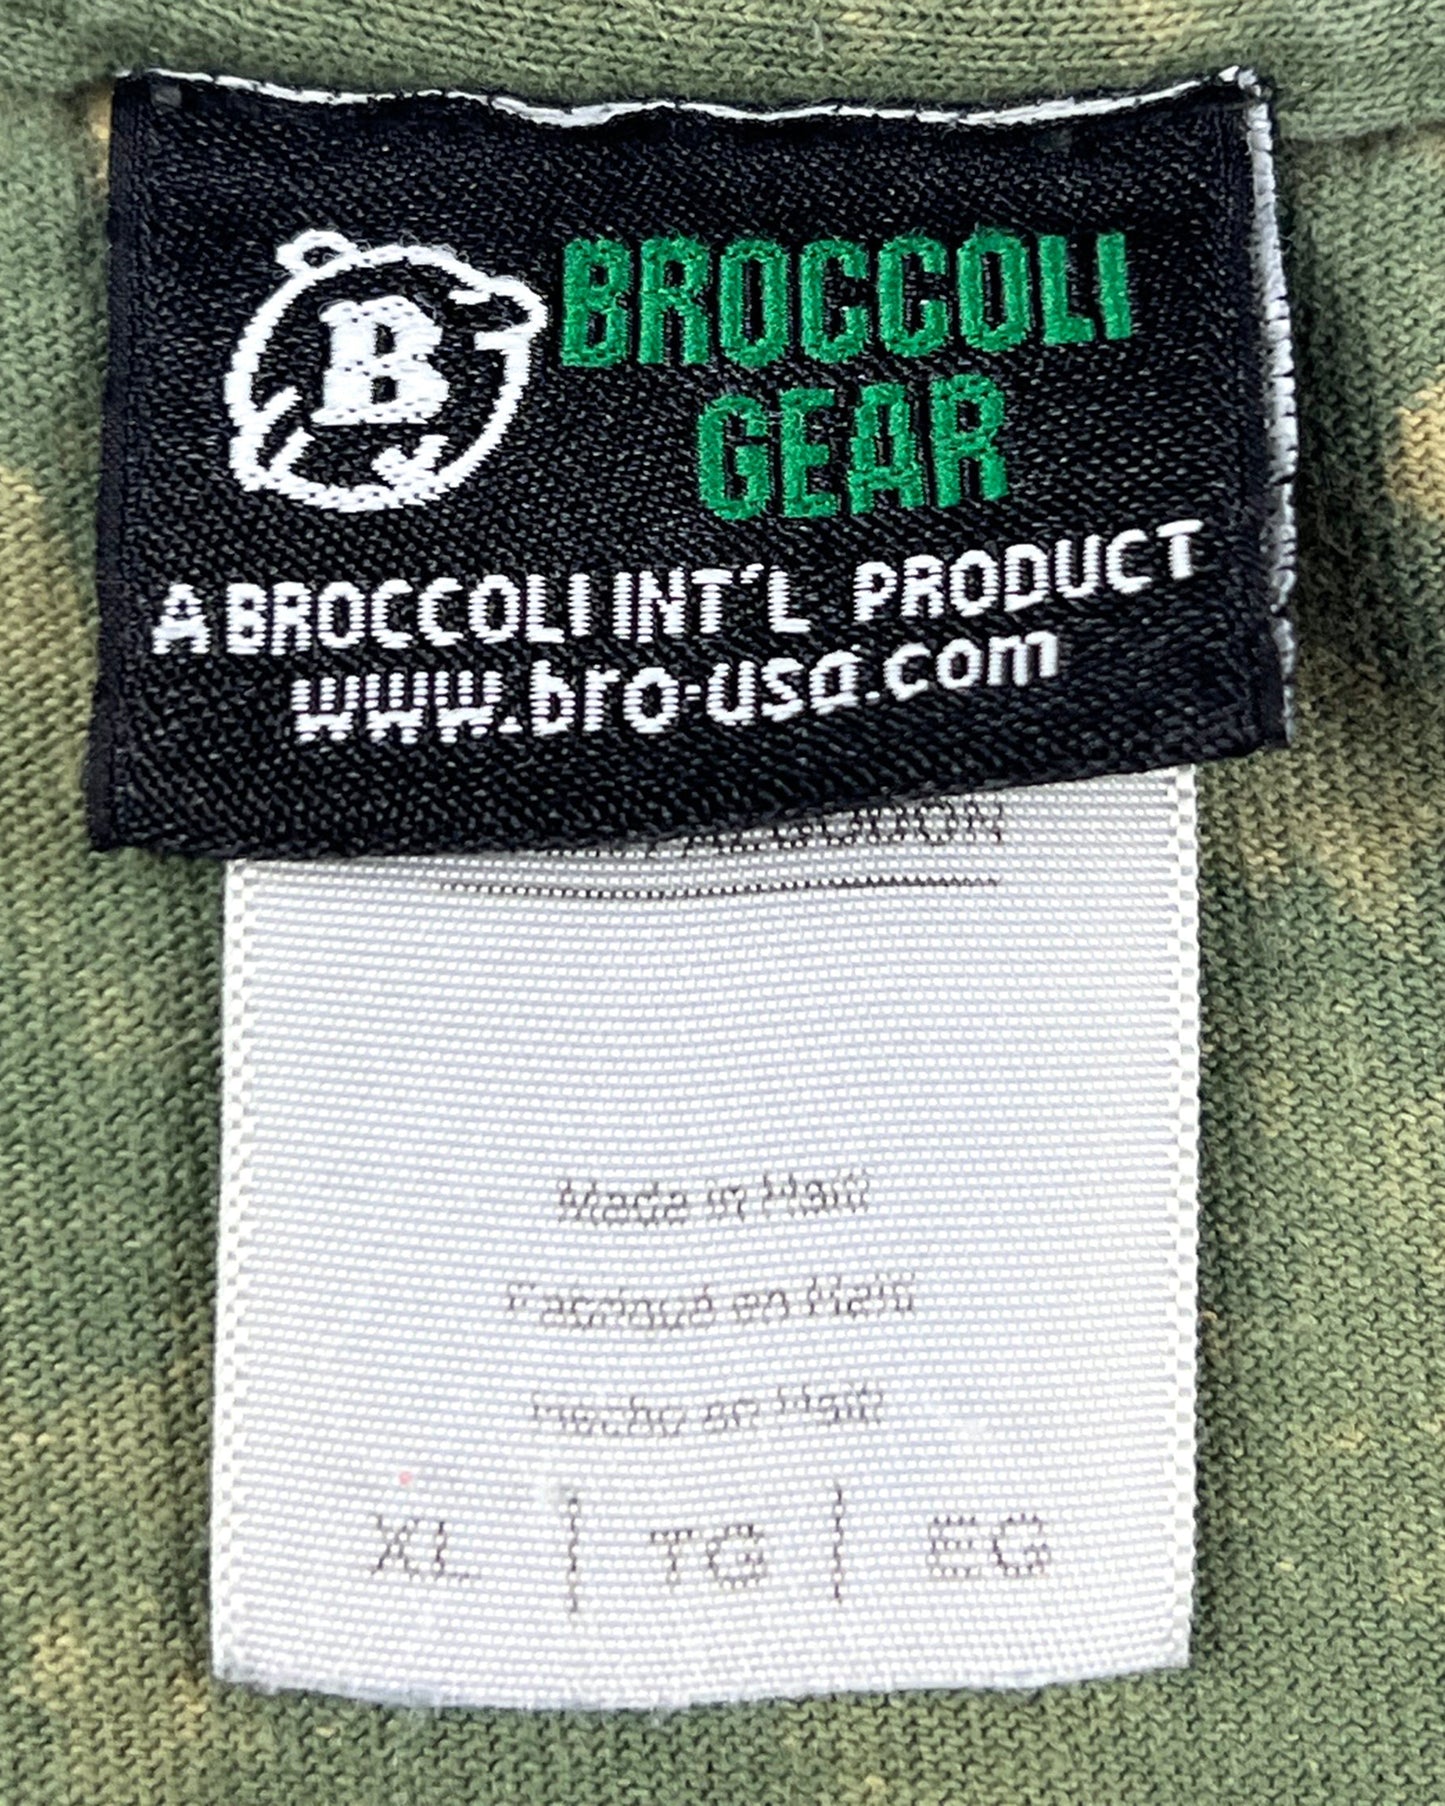 B
BROCCOLI
GEAR
A BROCCOLI INT'L PRODUCT
www.bro-usa.com
Made in Haiti
Fabriqué en Haïti
Hecho en Haití
XL | TG | EG